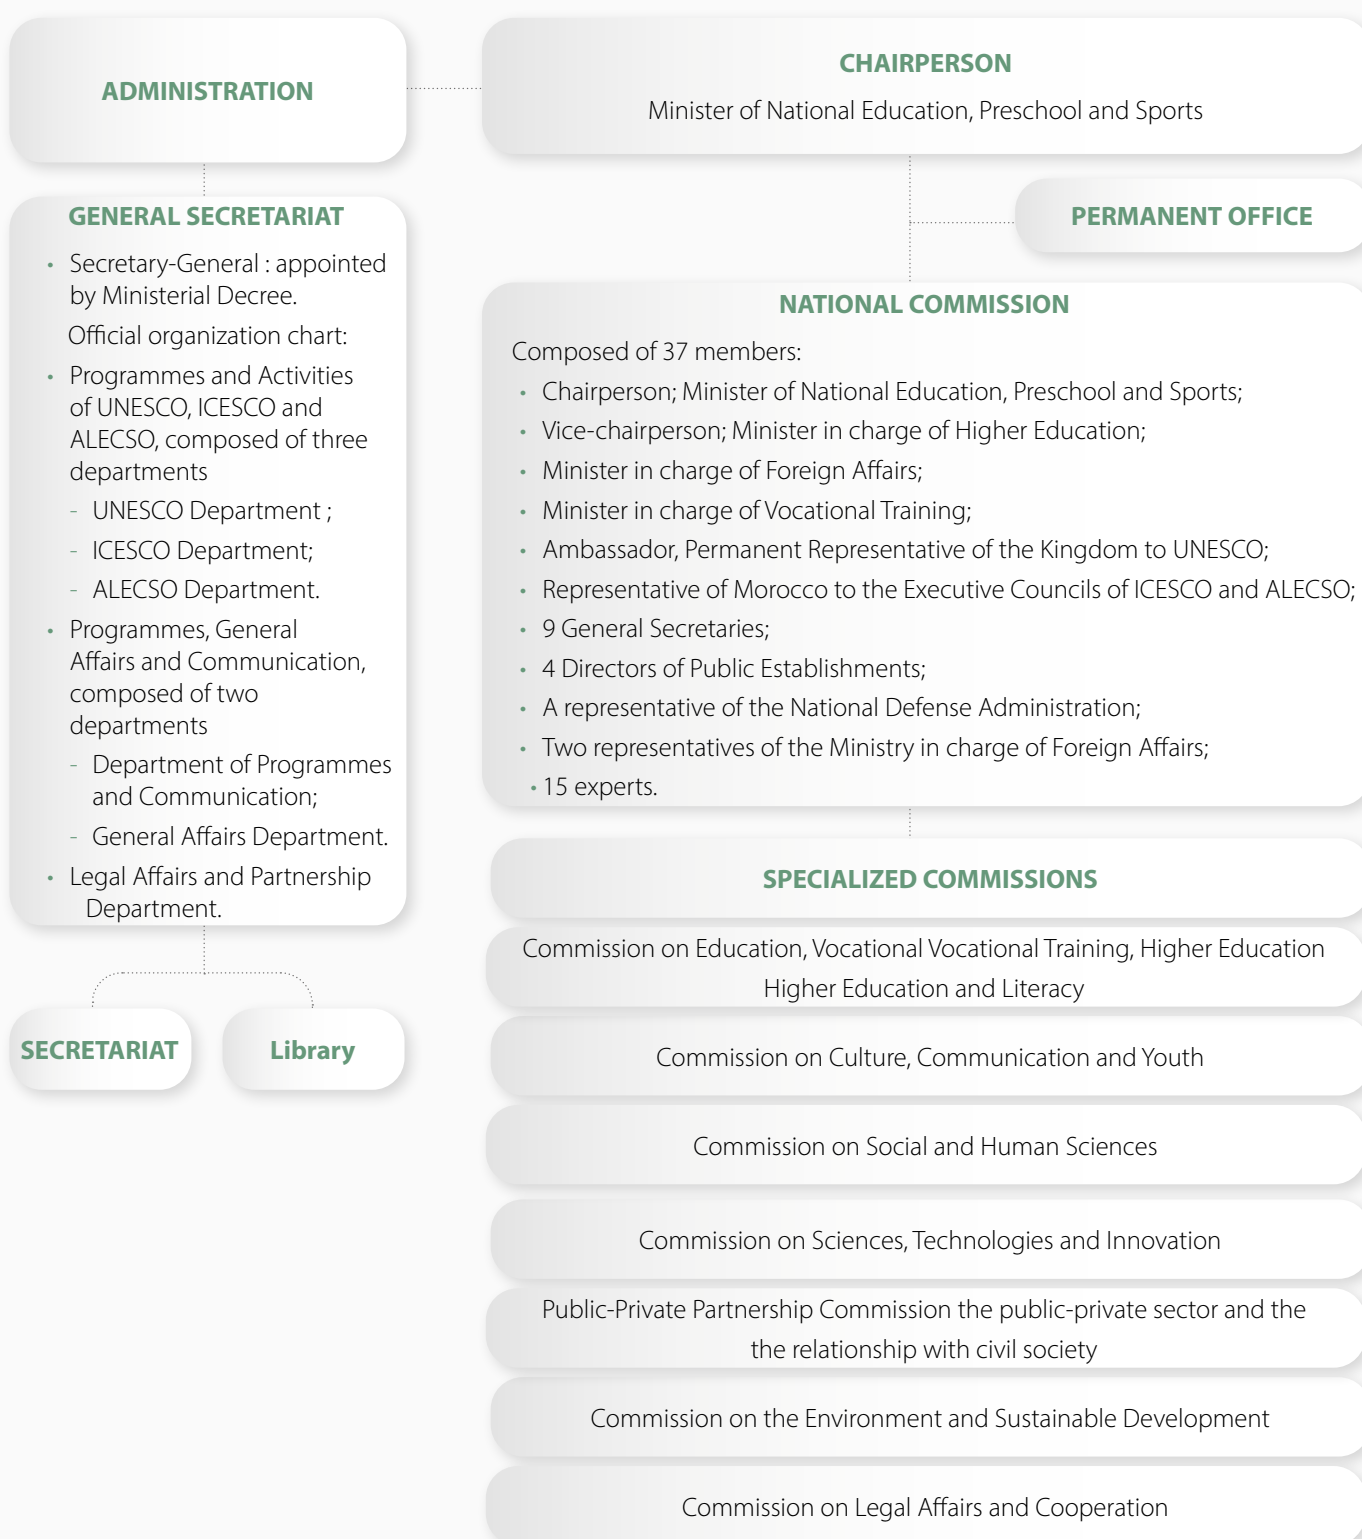 ADMINISTRATION
CHAIRPERSON
Minister of National Education, Preschool and Sports
PERMANENT OFFICE
GENERAL SECRETARIAT
• Secretary-General : appointed
by Ministerial Decree.
Official organization chart:
• Programmes and Activities
of UNESCO, ICESCO and
ALECSO, composed of three
departments
- UNESCO Department ;
- ICESCO Department;
- ALECSO Department.
• Programmes, General
Affairs and Communication,
composed of two
departments
- Department of Programmes
and Communication;
- General Affairs Department.
• Legal Affairs and Partnership
Department.
SECRETARIAT
Library
NATIONAL COMMISSION
Composed of 37 members:
• Chairperson; Minister of National Education, Preschool and Sports;
• Vice-chairperson; Minister in charge of Higher Education;
• Minister in charge of Foreign Affairs;
• Minister in charge of Vocational Training;
• Ambassador, Permanent Representative of the Kingdom to UNESCO;
• Representative of Morocco to the Executive Councils of ICESCO and ALECSO;
• 9 General Secretaries;
• 4 Directors of Public Establishments;
• A representative of the National Defense Administration;
• Two representatives of the Ministry in charge of Foreign Affairs;
• 15 experts.
SPECIALIZED COMMISSIONS
Commission on Education, Vocational Vocational Training, Higher Education
Higher Education and Literacy
Commission on Culture, Communication and Youth
Commission on Social and Human Sciences
Commission on Sciences, Technologies and Innovation
Public-Private Partnership Commission the public-private sector and the
the relationship with civil society
Commission on the Environment and Sustainable Development
Commission on Legal Affairs and Cooperation